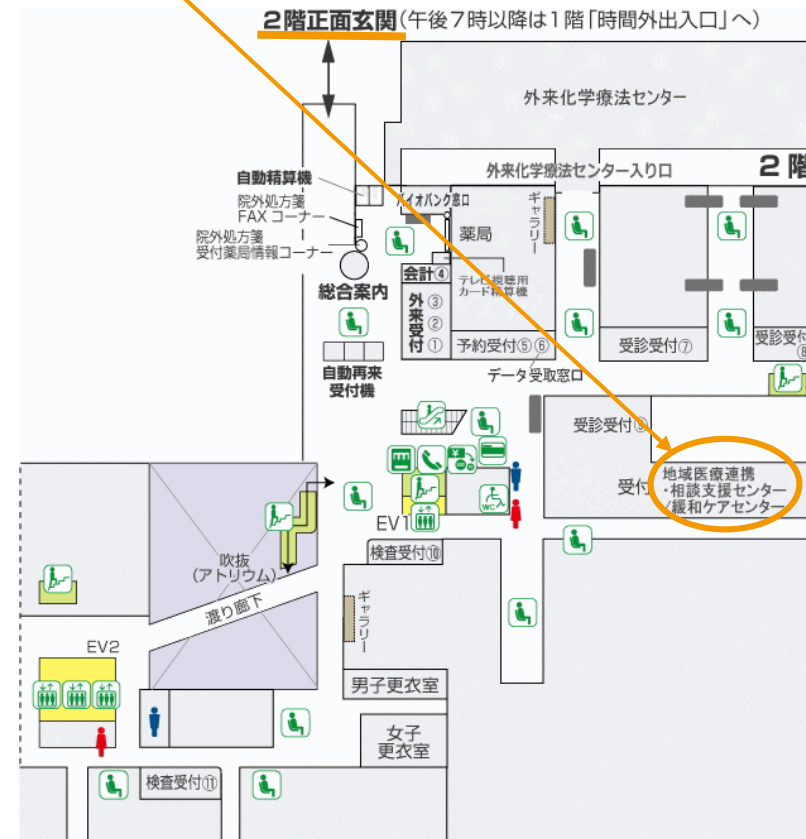 2階正面玄関(午後7時以降は1階「時間外出入口」へ)
外来化学療法センター
外来化学療法センター入り口
2階
自動精算機
院外処方箋
FAXコーナー
院外処方箋
受付薬局情報コーナー
総合案内
バイオバンク窓口
薬局
ギャラリー
会計④
テレビ視聴用
カード精算機
外来受付
③
②
①
予約受付⑤⑥
データ受取窓口
受診受付⑦
受診受付
⑧
自動再来
受付機
受診受付⑨
受付
地域医療連携
・相談支援センター
/緩和ケアセンター
WC
EV1
検査受付⑩
吹抜
(アトリウム)
渡り廊下
ギャラリー
EV2
男子更衣室
女子
更衣室
検査受付⑪